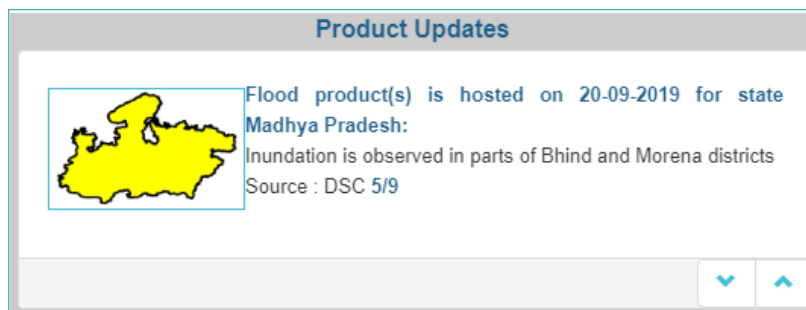 Product Updates
Flood product(s) is hosted on 20-09-2019 for state
Madhya Pradesh:
Inundation is observed in parts of Bhind and Morena districts
Source : DSC 5/9